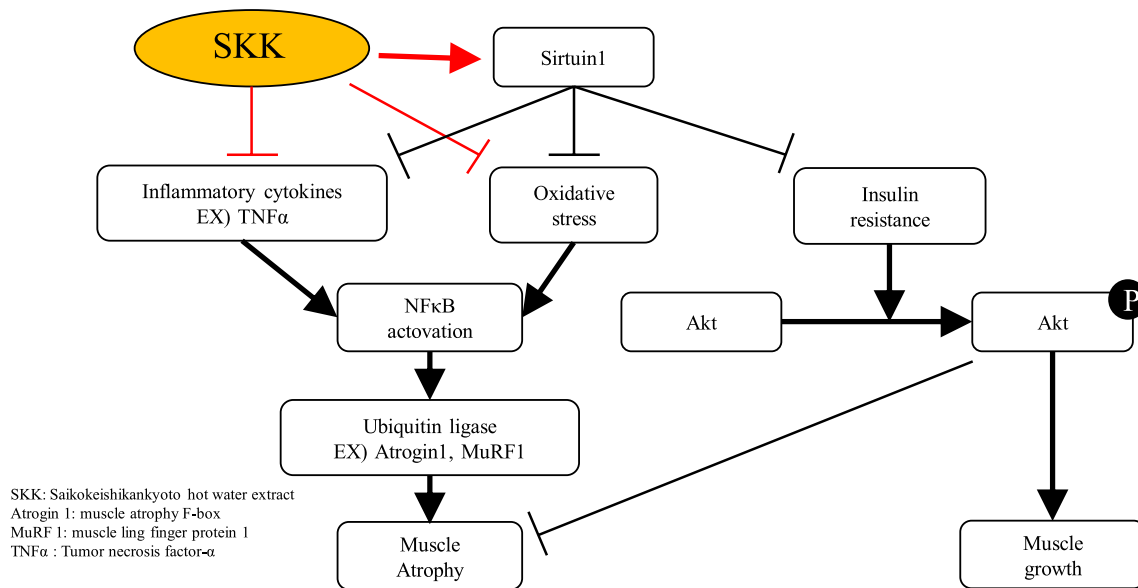 SKK
Sirtuin1
Inflammatory cytokines
EX) TNFα
Oxidative
stress
Insulin
resistance
NFκB
actovation
Akt
Akt
P
Ubiquitin ligase
EX) Atrogin1, MuRF1
SKK: Saikokeishikankyoto hot water extract
Atrogin 1: muscle atrophy F-box
MuRF 1: muscle ling finger protein 1
TNFα : Tumor necrosis factor-α
Muscle
Atrophy
Muscle
growth